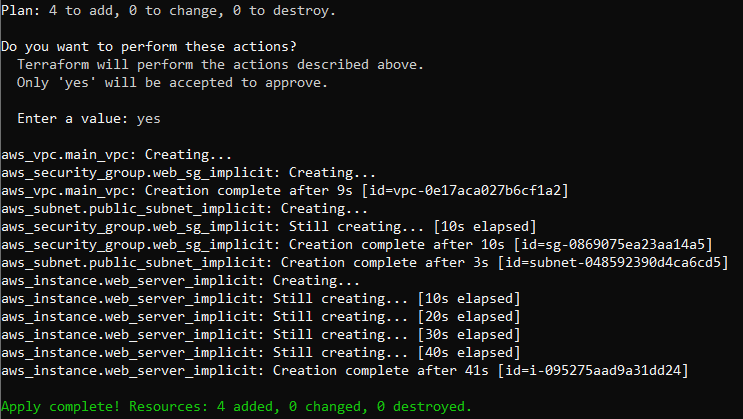 Plan: 4 to add, 0 to change, 0 to destroy.
Do you want to perform these actions?
Terraform will perform the actions described above.
Only 'yes' will be accepted to approve.
Enter a value: yes
aws_vpc.main_vpc: Creating...
aws_security_group.web_sg_implicit: Creating...
aws_vpc.main_vpc: Creation complete after 9s [id=vpc-0e17aca027b6cf1a2]
aws_subnet.public_subnet_implicit: Creating...
aws_security_group.web_sg_implicit: Still creating... [10s elapsed]
aws_security_group.web_sg_implicit: Creation complete after 10s [id=sg-0869075ea23aa14a5]
aws_subnet.public_subnet_implicit: Creation complete after 3s [id=subnet-048592390d4ca6cd5]
aws_instance.web_server_implicit: Creating...
aws_instance.web_server_implicit: Still creating... [10s elapsed]
aws_instance.web_server_implicit: Still creating... [20s elapsed]
aws_instance.web_server_implicit: Still creating... [30s elapsed]
aws_instance.web_server_implicit: Still creating... [40s elapsed]
aws_instance.web_server_implicit: Creation complete after 41s [id=i-095275aad9a31dd24]
Apply complete! Resources: 4 added, 0 changed, 0 destroyed.